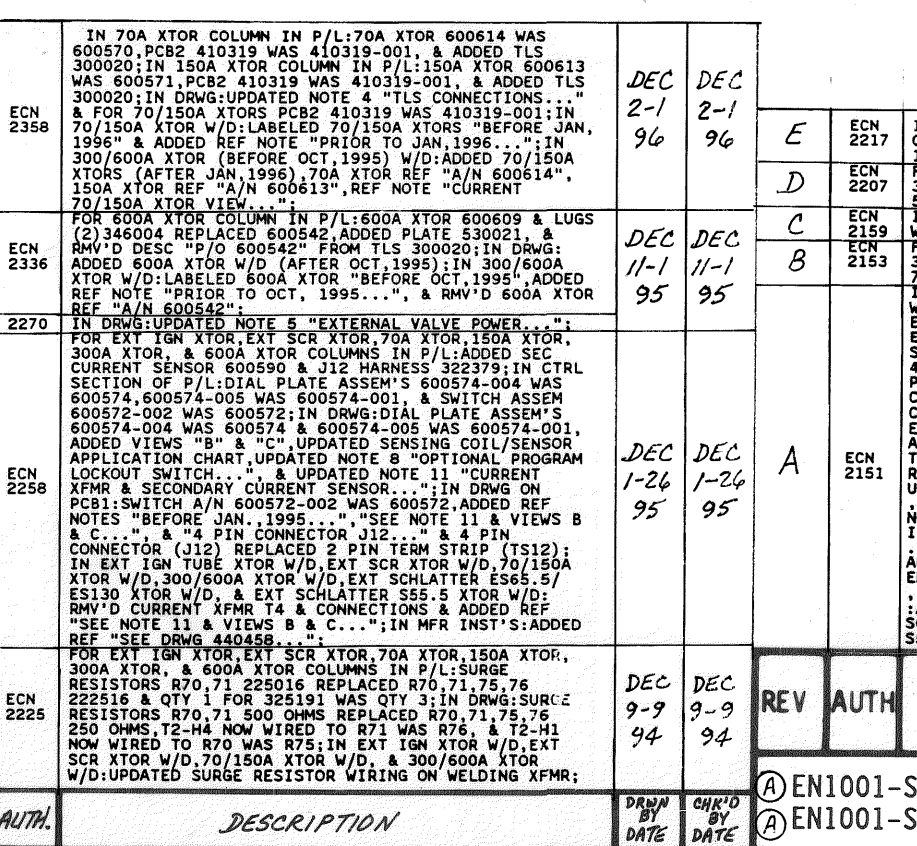 IN 70A XTOR COLUMN IN P/L:70A XTOR 600614 WAS
600570,PCB2 410319 WAS 410319-001, & ADDED TLS
300020;IN 150A XTOR COLUMN IN P/L:150A XTOR 600613
WAS 600571,PCB2 410319 WAS 410319-001, & ADDED TLS
300020;IN DRWG:UPDATED NOTE 4 "TLS CONNECTIONS..."
& FOR 70/150A XTORS PCB2 410319 WAS 410319-001;IN
70/150A XTOR W/D:LABELED 70/150A XTORS "BEFORE JAN,
1996" & ADDED REF NOTE "PRIOR TO JAN,1996...";IN
300/600A XTOR (BEFORE OCT,1995) W/D:ADDED 70/150A
XTORS (AFTER JAN,1996),70A XTOR REF "A/N 600614",
150A XTOR REF "A/N 600613",REF NOTE "CURRENT
70/150A XTOR VIEW...";
ECN
2358
DEC
2-1
96
DEC
2-1
96
FOR 600A XTOR COLUMN IN P/L:600A XTOR 600609 & LUGS
(2)346004 REPLACED 600542,ADDED PLATE 530021, &
RMV'D DESC "P/O 600542" FROM TLS 300020;IN DRWG:
ADDED 600A XTOR W/D (AFTER OCT,1995);IN 300/600A
XTOR W/D:LABELED 600A XTOR "BEFORE OCT,1995",ADDED
REF NOTE "PRIOR TO OCT, 1995...", & RMV'D 600A XTOR
REF "A/N 600542";
ECN
2336
DEC
11-1
95
DEC
11-1
95
2270
IN DRWG:UPDATED NOTE 5 "EXTERNAL VALVE POWER...";
FOR EXT IGN XTOR,EXT SCR XTOR,70A XTOR,150A XTOR,
300A XTOR, & 600A XTOR COLUMNS IN P/L:ADDED SEC
CURRENT SENSOR 600590 & J12 HARNESS 322379;IN CTRL
SECTION OF P/L:DIAL PLATE ASSEM'S 600574-004 WAS
600574,600574-005 WAS 600574-001, & SWITCH ASSEM
600572-002 WAS 600572;IN DRWG:DIAL PLATE ASSEM'S
600574-004 WAS 600574 & 600574-005 WAS 600574-001,
ADDED VIEWS "B" & "C",UPDATED SENSING COIL/SENSOR
APPLICATION CHART,UPDATED NOTE 8 "OPTIONAL PROGRAM
LOCKOUT SWITCH...", & UPDATED NOTE 11 "CURRENT
XFMR & SECONDARY CURRENT SENSOR...";IN DRWG ON
PCB1:SWITCH A/N 600572-002 WAS 600572,ADDED REF
NOTES "BEFORE JAN.,1995...","SEE NOTE 11 & VIEWS B
& C...", & "4 PIN CONNECTOR J12..." & 4 PIN
CONNECTOR (J12) REPLACED 2 PIN TERM STRIP (TS12);
IN EXT IGN TUBE XTOR W/D,EXT SCR XTOR W/D,70/150A
XTOR W/D,300/600A XTOR W/D,EXT SCHLATTER ES65.5/
ES130 XTOR W/D, & EXT SCHLATTER S55.5 XTOR W/D:
RMV'D CURRENT XFMR T4 & CONNECTIONS & ADDED REF
"SEE NOTE 11 & VIEWS B & C...";IN MFR INST'S:ADDED
REF "SEE DRWG 440458...";
ECN
2258
DEC
1-26
95
DEC
1-26
95
FOR EXT IGN XTOR,EXT SCR XTOR,70A XTOR,150A XTOR,
300A XTOR, & 600A XTOR COLUMNS IN P/L:SURGE
RESISTORS R70,71 225016 REPLACED R70,71,75,76
222516 & QTY 1 FOR 325191 WAS QTY 3;IN DRWG:SURGE
RESISTORS R70,71 500 OHMS REPLACED R70,71,75,76
250 OHMS,T2-H4 NOW WIRED TO R71 WAS R76, & T2-H1
NOW WIRED TO R70 WAS R75;IN EXT IGN XTOR W/D,EXT
SCR XTOR W/D,70/150A XTOR W/D, & 300/600A XTOR
W/D:UPDATED SURGE RESISTOR WIRING ON WELDING XFMR;
ECN
2225
DEC
9-9
94
DEC
9-9
94
AUTH.
DESCRIPTION
DRWN
BY
DATE
CHK'D
BY
DATE
E
ECN
2217
D
ECN
2207
C
ECN
2159
B
ECN
2153
A
ECN
2151
REV
AUTH
A EN1001-S
A EN1001-S